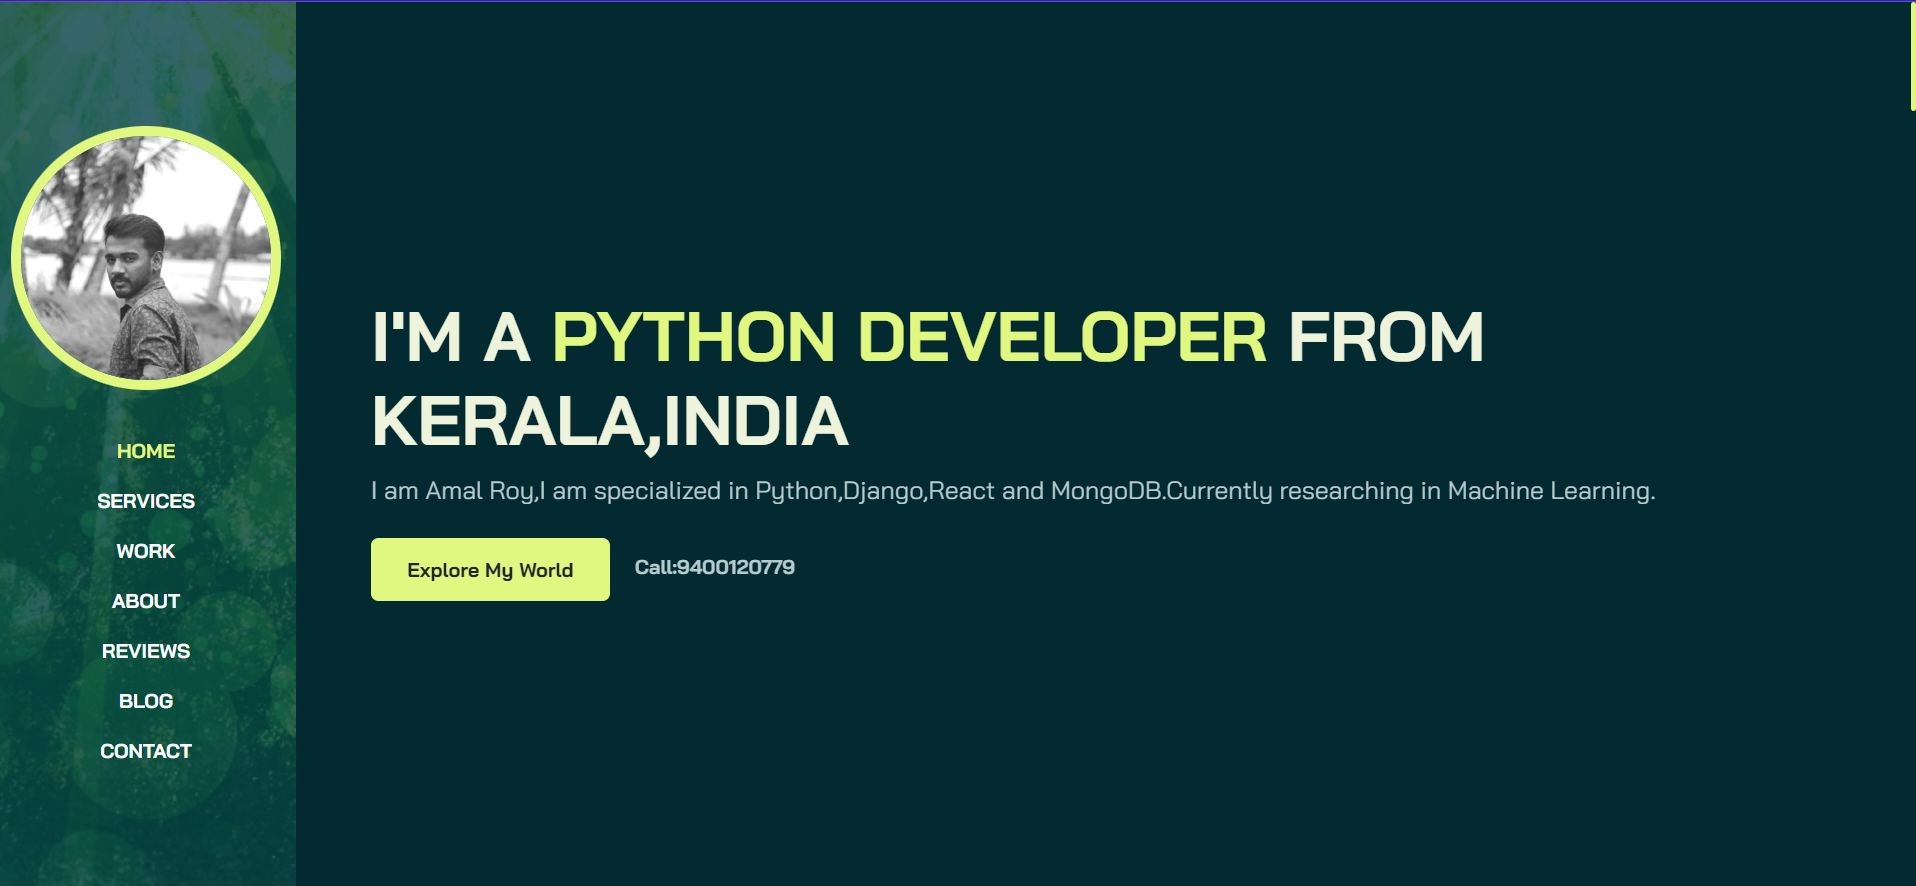 HOME
SERVICES
WORK
ABOUT
REVIEWS
BLOG
CONTACT
I'M A PYTHON DEVELOPER FROM
KERALA,INDIA
I am Amal Roy,I am specialized in Python,Django,React and MongoDB.Currently researching in Machine Learning.
Explore My World
Call:9400120779